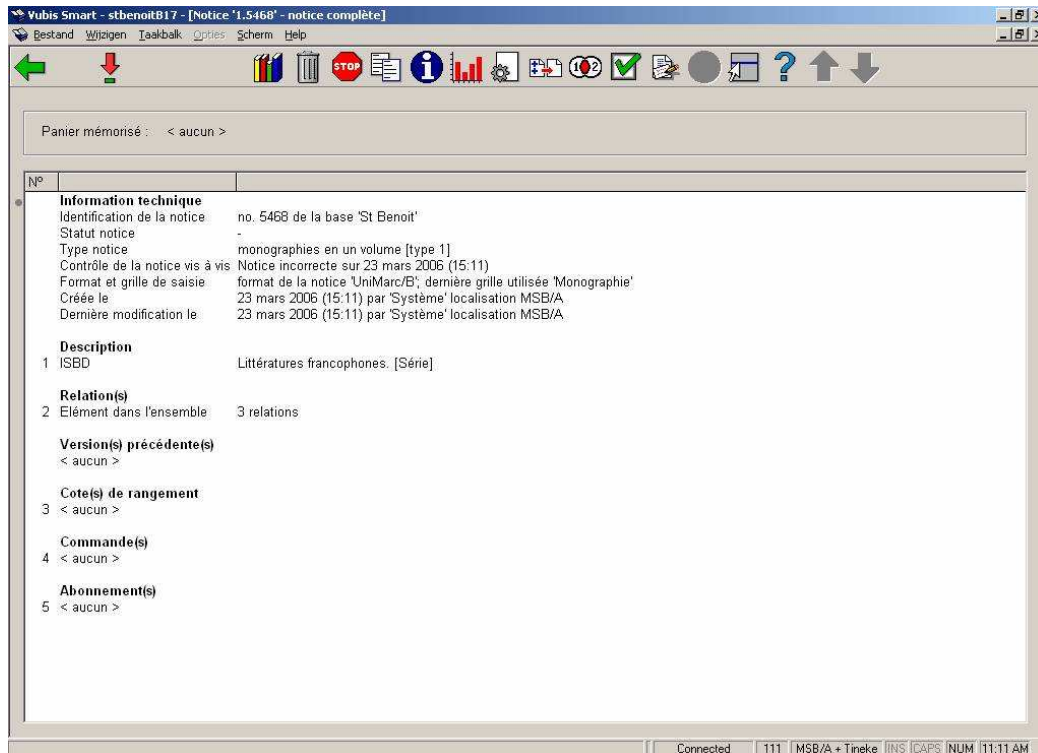 Vubis Smart - stbenoitB17 - [Notice '1.5468' - notice complète]
Bestand Wijzigen Taakbalk Opties Scherm Help
STOP
Panier mémorisé : < aucun >
Nº
Information technique
Identification de la notice no. 5468 de la base 'St Benoit'
Statut notice -
Type notice monographies en un volume [type 1]
Contrôle de la notice vis à vis Notice incorrecte sur 23 mars 2006 (15:11)
Format et grille de saisie format de la notice 'UniMarc/B'; dernière grille utilisée 'Monographie'
Créée le 23 mars 2006 (15:11) par 'Système' localisation MSB/A
Dernière modification le 23 mars 2006 (15:11) par 'Système' localisation MSB/A
Description
1 ISBD Littératures francophones. [Série]
Relation(s)
2 Elément dans l'ensemble 3 relations
Version(s) précédente(s)
< aucun >
Cote(s) de rangement
3 < aucun >
Commande(s)
4 < aucun >
Abonnement(s)
5 < aucun >
Connected 111 MSB/A + Tineke INS CAPS NUM 11:11 AM